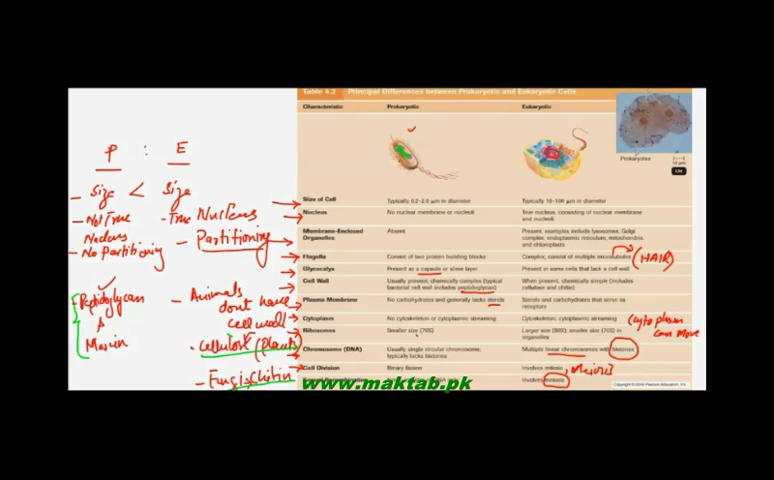 Table 4.2 Principal Differences between Prokaryotic and Eukaryotic Cells
Characteristic Prokaryotic Eukaryotic
Prokaryotes
10 µm
P : E
Size < Size
Size of Cell Typically 0.2–2.0 µm in diameter Typically 10–100 µm in diameter
- Not True Nucleus
- True Nucleus
Nucleus No nuclear membrane or nucleoli True nucleus, consisting of nuclear membrane and nucleoli
- No Partitioning
- Partitioning
Membrane-Enclosed Organelles Absent Present; examples include lysosomes, Golgi complex, endoplasmic reticulum, mitochondria, and chloroplasts
Flagella Consist of two protein building blocks Complex; consist of multiple microtubules
(HAIR)
Glycocalyx Present as a capsule or slime layer Present in some cells that lack a cell wall
Cell Wall Usually present; chemically complex (typical bacterial cell wall includes peptidoglycan) When present, chemically simple (includes cellulose and chitin)
Peptidoglycan
- Animals dont have cell wall
Plasma Membrane No carbohydrates and generally lacks sterols Sterols and carbohydrates that serve as receptors
Cytoplasm No cytoskeleton or cytoplasmic streaming Cytoskeleton; cytoplasmic streaming
(cytoplasm can move
Ribosomes Smaller size (70S) Larger size (80S); smaller size (70S) in organelles
. cellulose (plants)
Chromosome (DNA) Usually single circular chromosome; typically lacks histones Multiple linear chromosomes with histones
Cell Division Binary fission Involves mitosis, Meiosis
- Fungi, chitin
Involves meiosis
www.maktab.pk